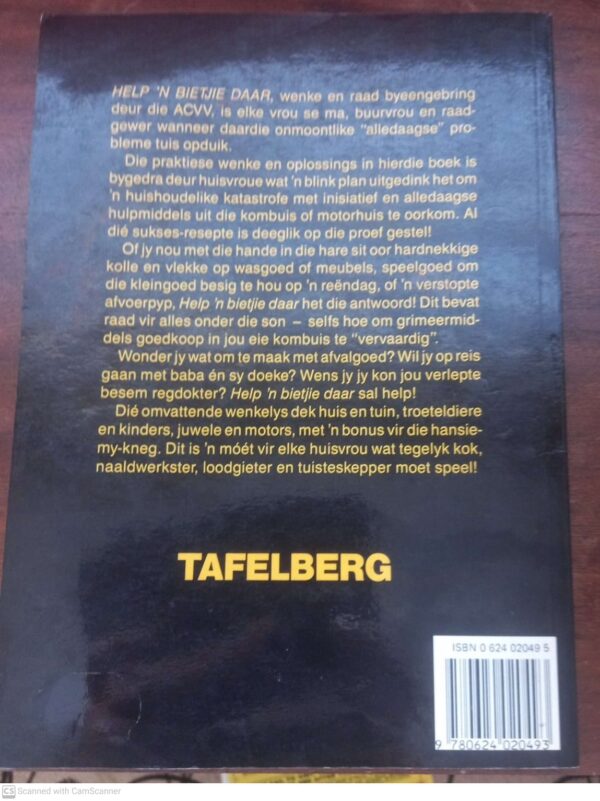 HELP 'N BIETJIE DAAR, wenke en raad byeengebring
deur die ACVV, is elke vrou se ma, buurvrou en raad-
gewer wanneer daardie onmoontlike "alledaagse" pro-
bleme tuis opduik.
Die praktiese wenke en oplossings in hierdie boek is
bygedra deur huisvroue wat 'n blink plan uitgedink het om
'n huishoudelike katastrofe met inisiatief en alledaagse
hulpmiddels uit die kombuis of motorhuis te oorkom. Al
dié sukses-resepte is deeglik op die proef gestel!
Of jy nou met die hande in die hare sit oor hardnekkige
kolle en vlekke op wasgoed of meubels, speelgoed om
die kleingoed besig te hou op 'n reëndag, of 'n verstopte
afvoerpyp, Help 'n bietjie daar het die antwoord! Dit bevat
raad vir alles onder die son – selfs hoe om grimeermid-
dels goedkoop in jou eie kombuis te "vervaardig".
Wonder jy wat om te maak met afvalgoed? Wil jy op reis
gaan met baba én sy doeke? Wens jy jy kon jou verlepte
besem regdokter? Help 'n bietjie daar sal help!
Dié omvattende wenkelys dek huis en tuin, troeteldiere
en kinders, juwele en motors, met 'n bonus vir die hansie-
my-kneg. Dit is 'n móét vir elke huisvrou wat tegelyk kok,
naaldwerkster, loodgieter en tuisteskepper moet speel!
TAFELBERG
ISBN 0 624 02049 5
9 780624 020493
CS Scanned with CamScanner